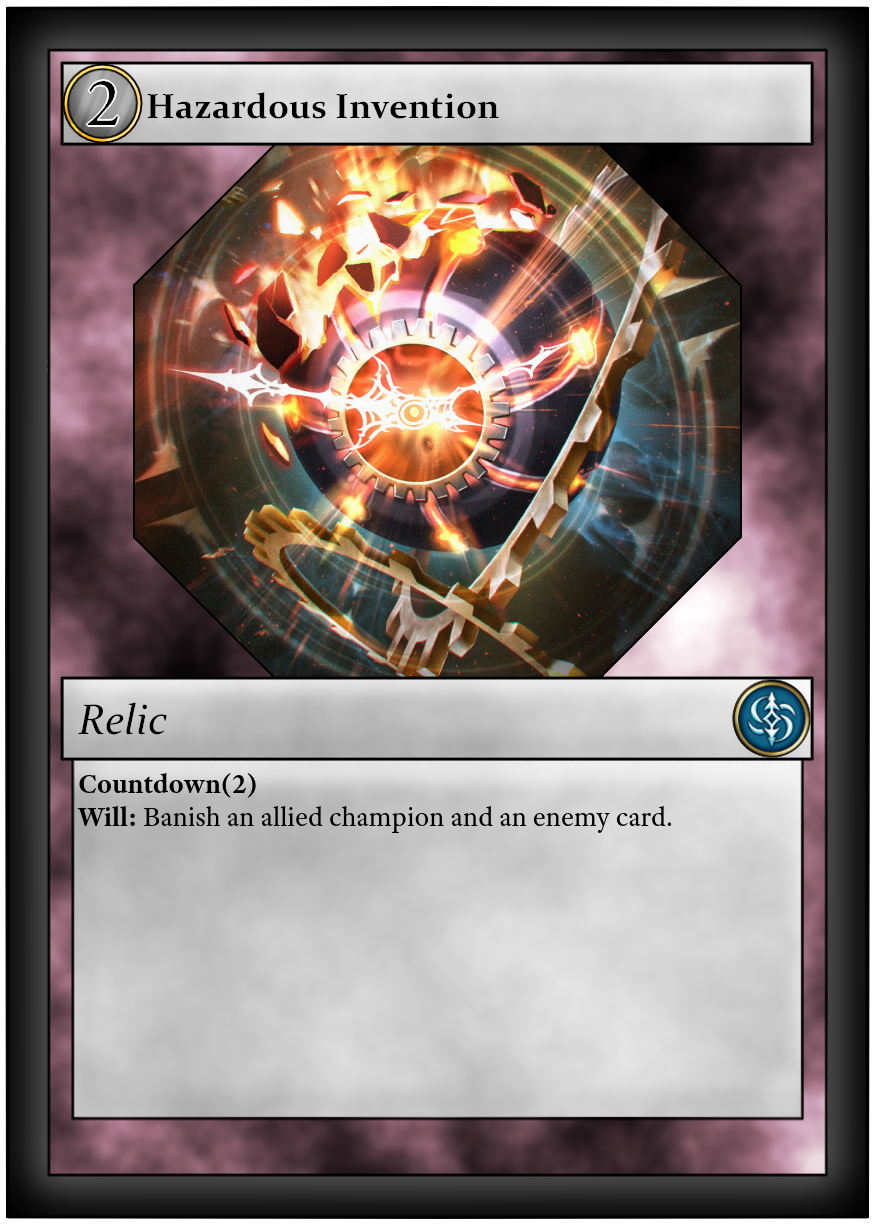 2 Hazardous Invention
Relic
Countdown(2)
Will: Banish an allied champion and an enemy card.